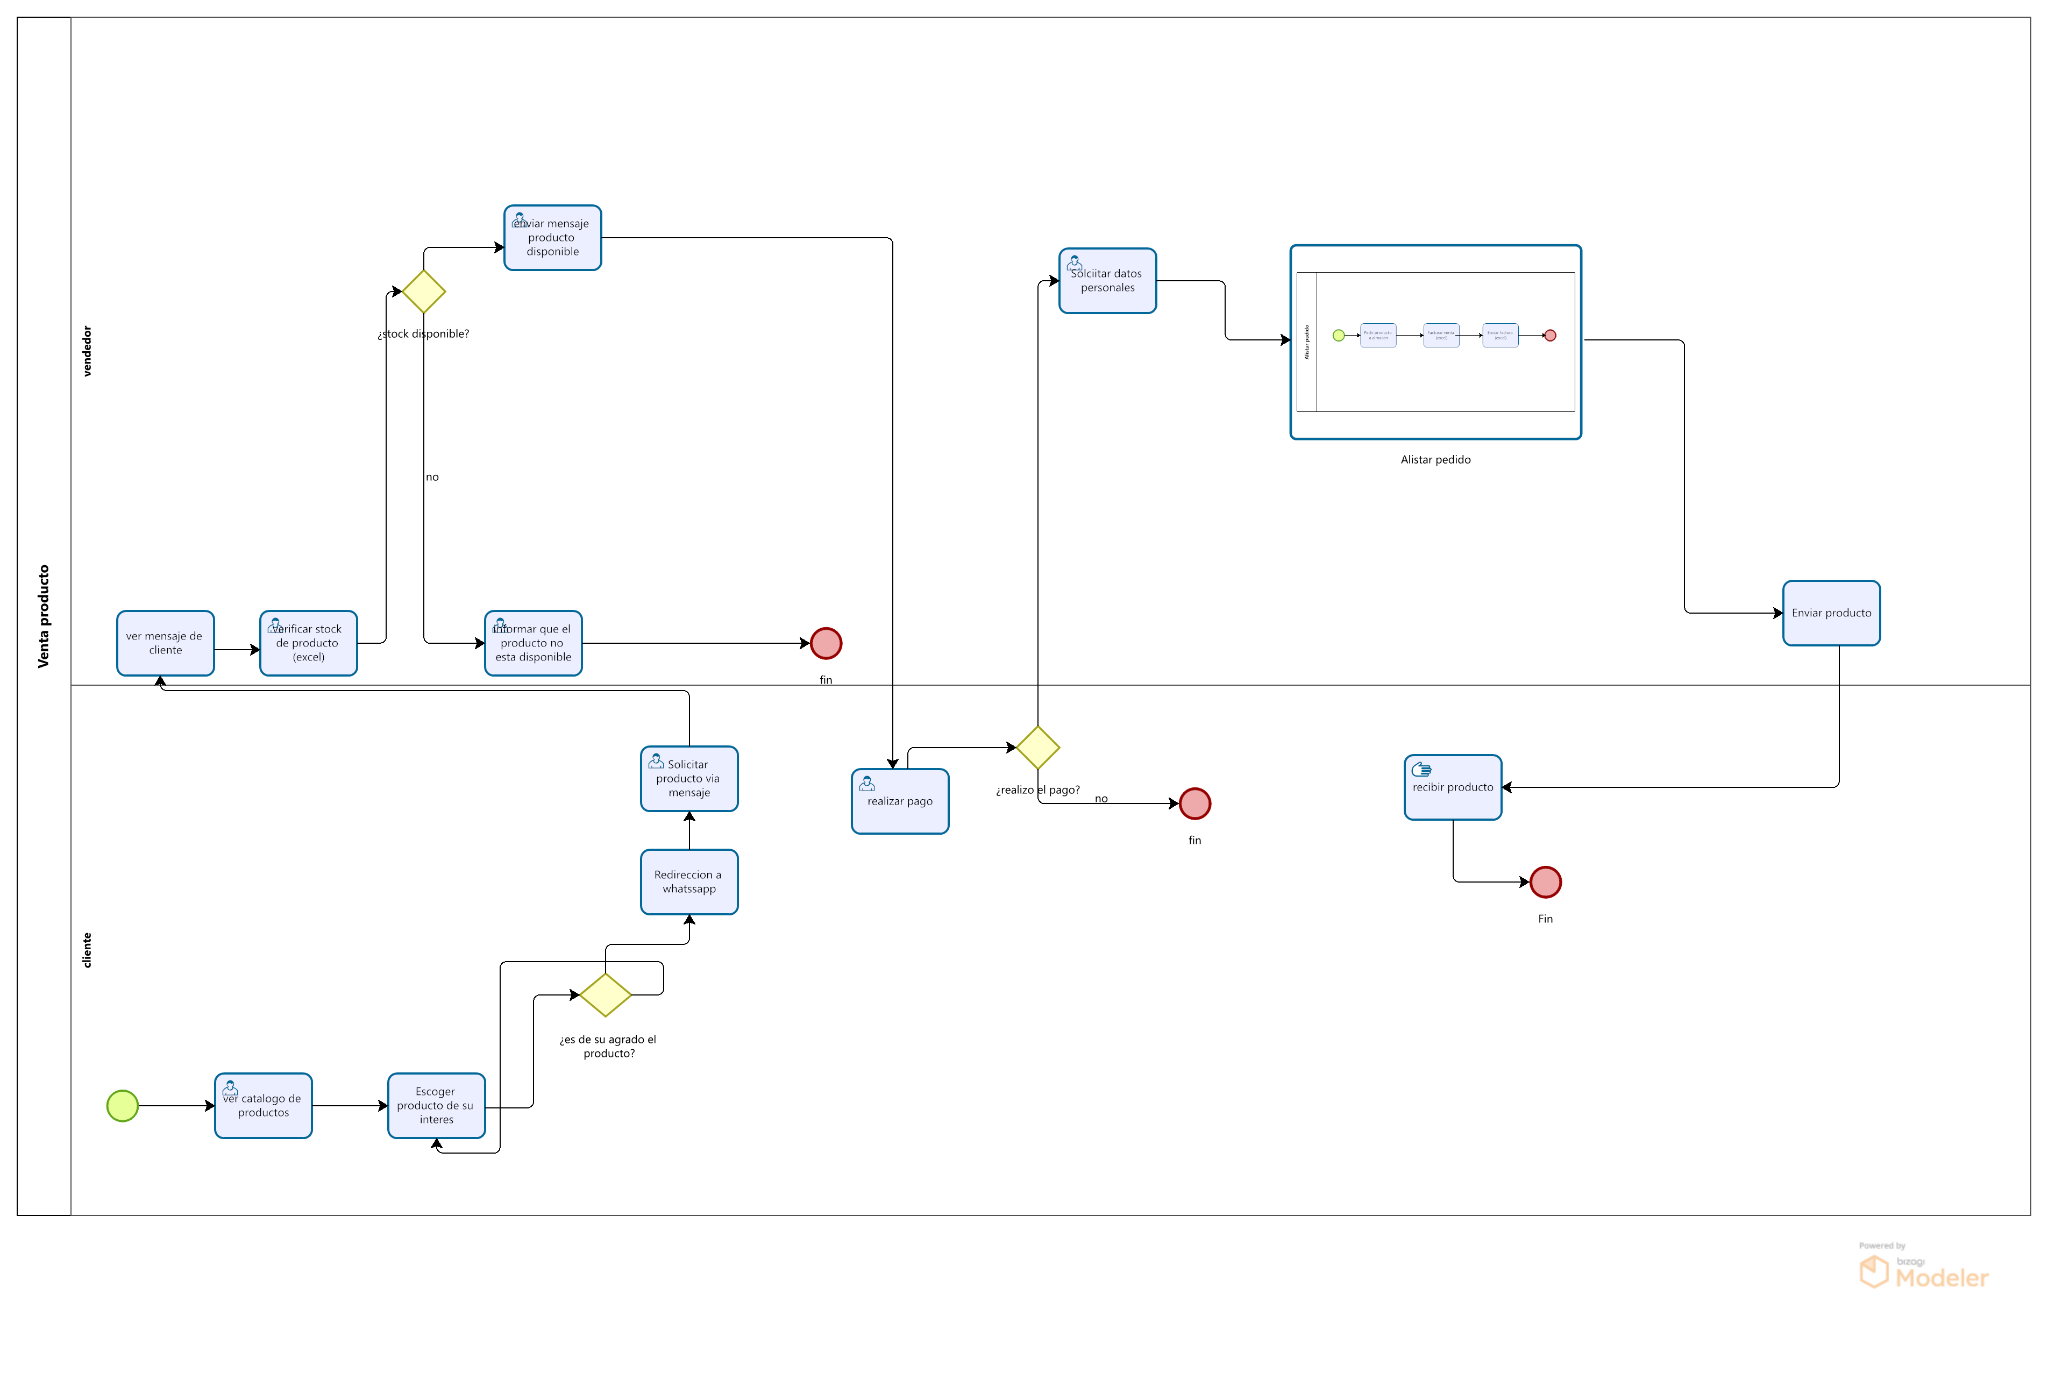 Venta producto
vendedor
enviar mensaje
producto
disponible
¿stock disponible?
no
ver mensaje de
cliente
verificar stock
de producto
(excel)
informar que el
producto no
esta disponible
fin
Solciitar datos
personales
Alistar pedido
Alistar pedido
Enviar producto
cliente
Solicitar
producto via
mensaje
Redireccion a
whatssapp
¿es de su agrado el
producto?
ver catalogo de
productos
Escoger
producto de su
interes
realizar pago
¿realizo el pago?
no
fin
recibir producto
Fin
Powered by
bizagi
Modeler